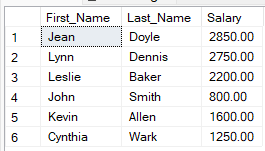 First_Name Last_Name Salary
1 Jean Doyle 2850.00
2 Lynn Dennis 2750.00
3 Leslie Baker 2200.00
4 John Smith 800.00
5 Kevin Allen 1600.00
6 Cynthia Wark 1250.00